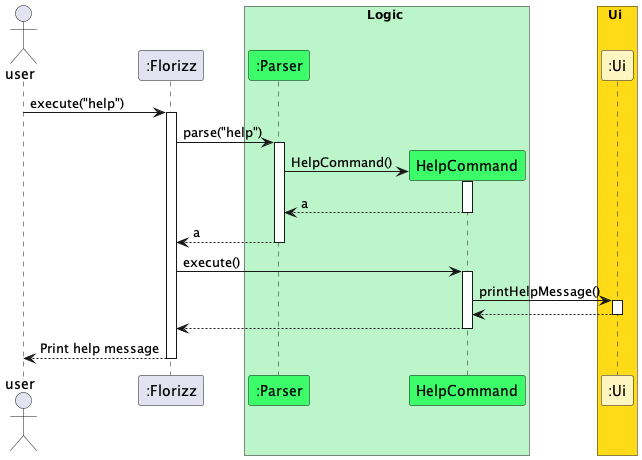 Logic
Ui
user
:Florizz
:Parser
:Ui
execute("help")
parse("help")
HelpCommand()
HelpCommand
a
a
execute()
printHelpMessage()
Print help message
user
:Florizz
:Parser
HelpCommand
:Ui